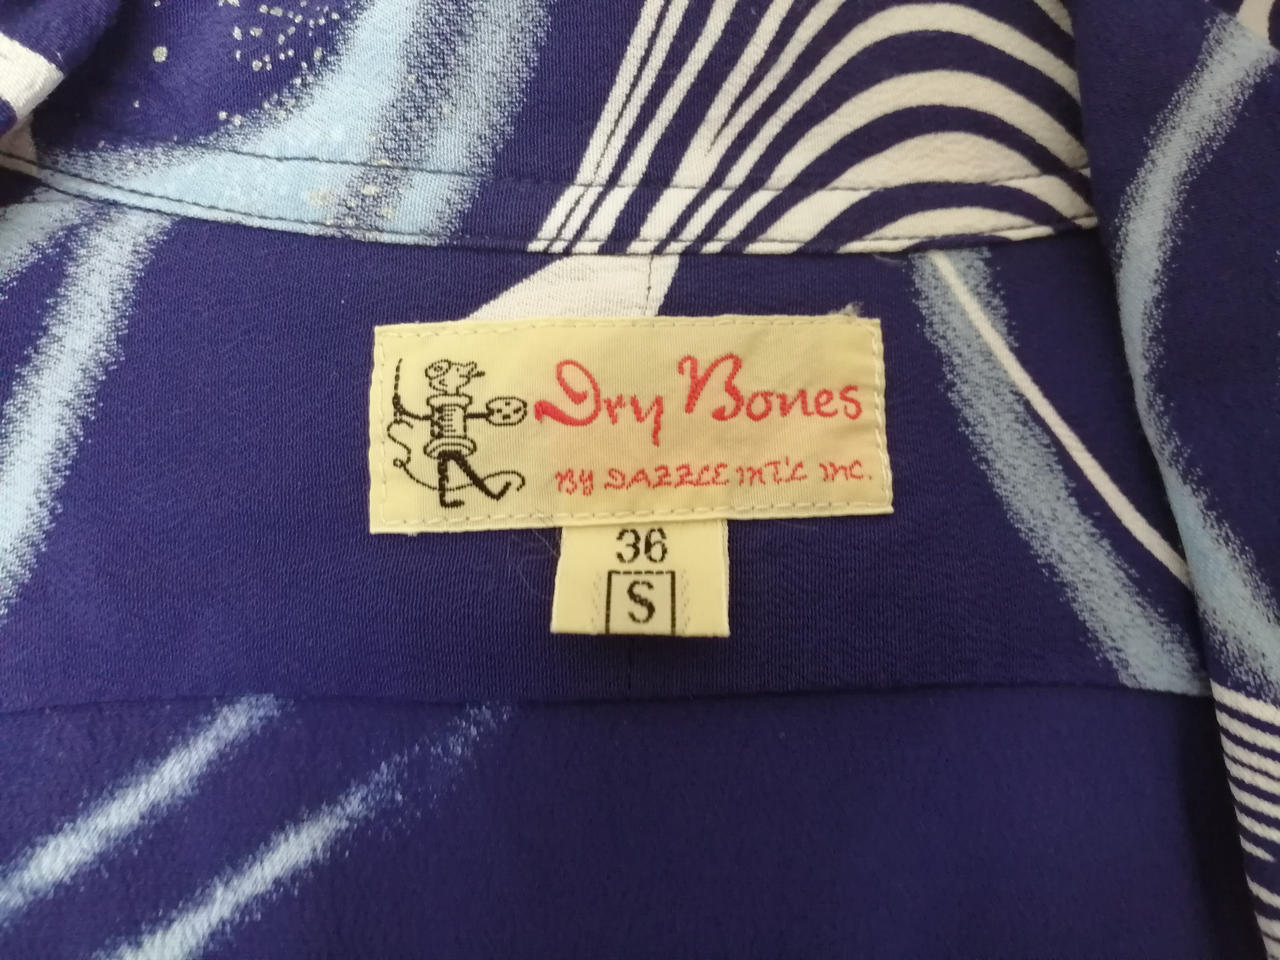 Dry Bones
BY DAZZLE INT'L INC.
36
S